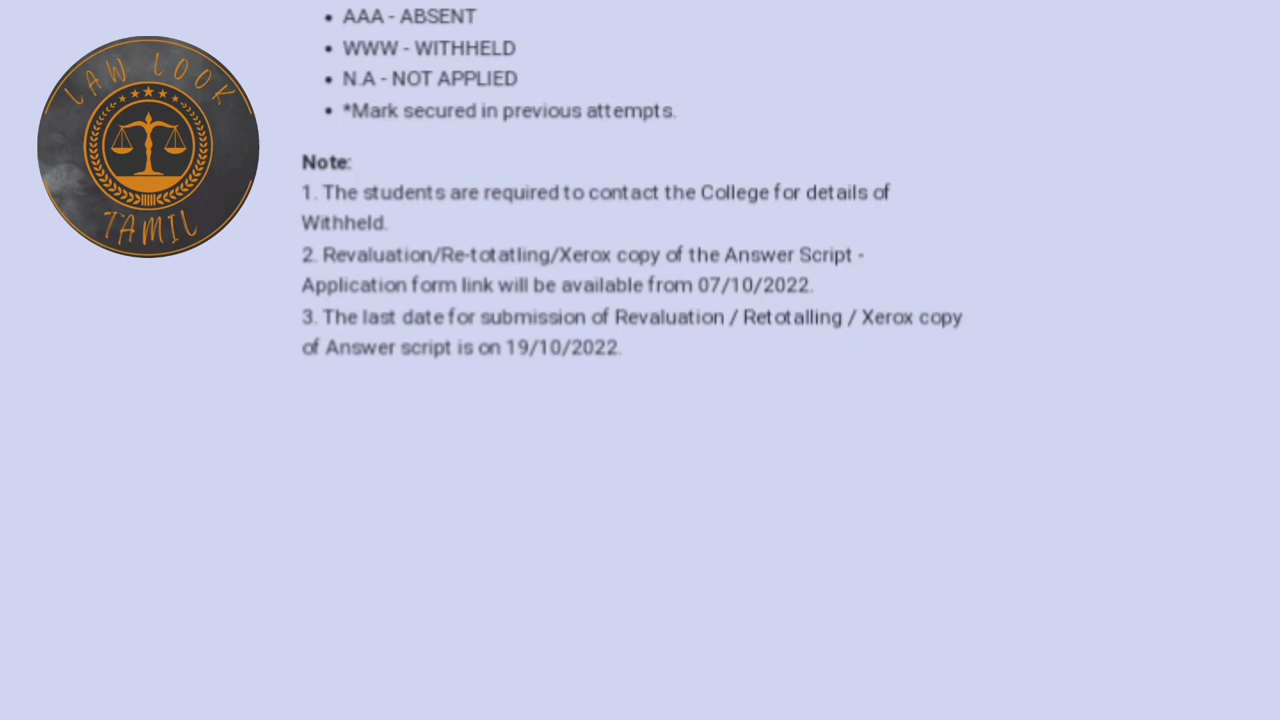 LAW LOOK
TAMIL
• AAA - ABSENT
• WWW - WITHHELD
• N.A - NOT APPLIED
• *Mark secured in previous attempts.
Note:
1. The students are required to contact the College for details of
Withheld.
2. Revaluation/Re-totatling/Xerox copy of the Answer Script -
Application form link will be available from 07/10/2022.
3. The last date for submission of Revaluation / Retotalling / Xerox copy
of Answer script is on 19/10/2022.